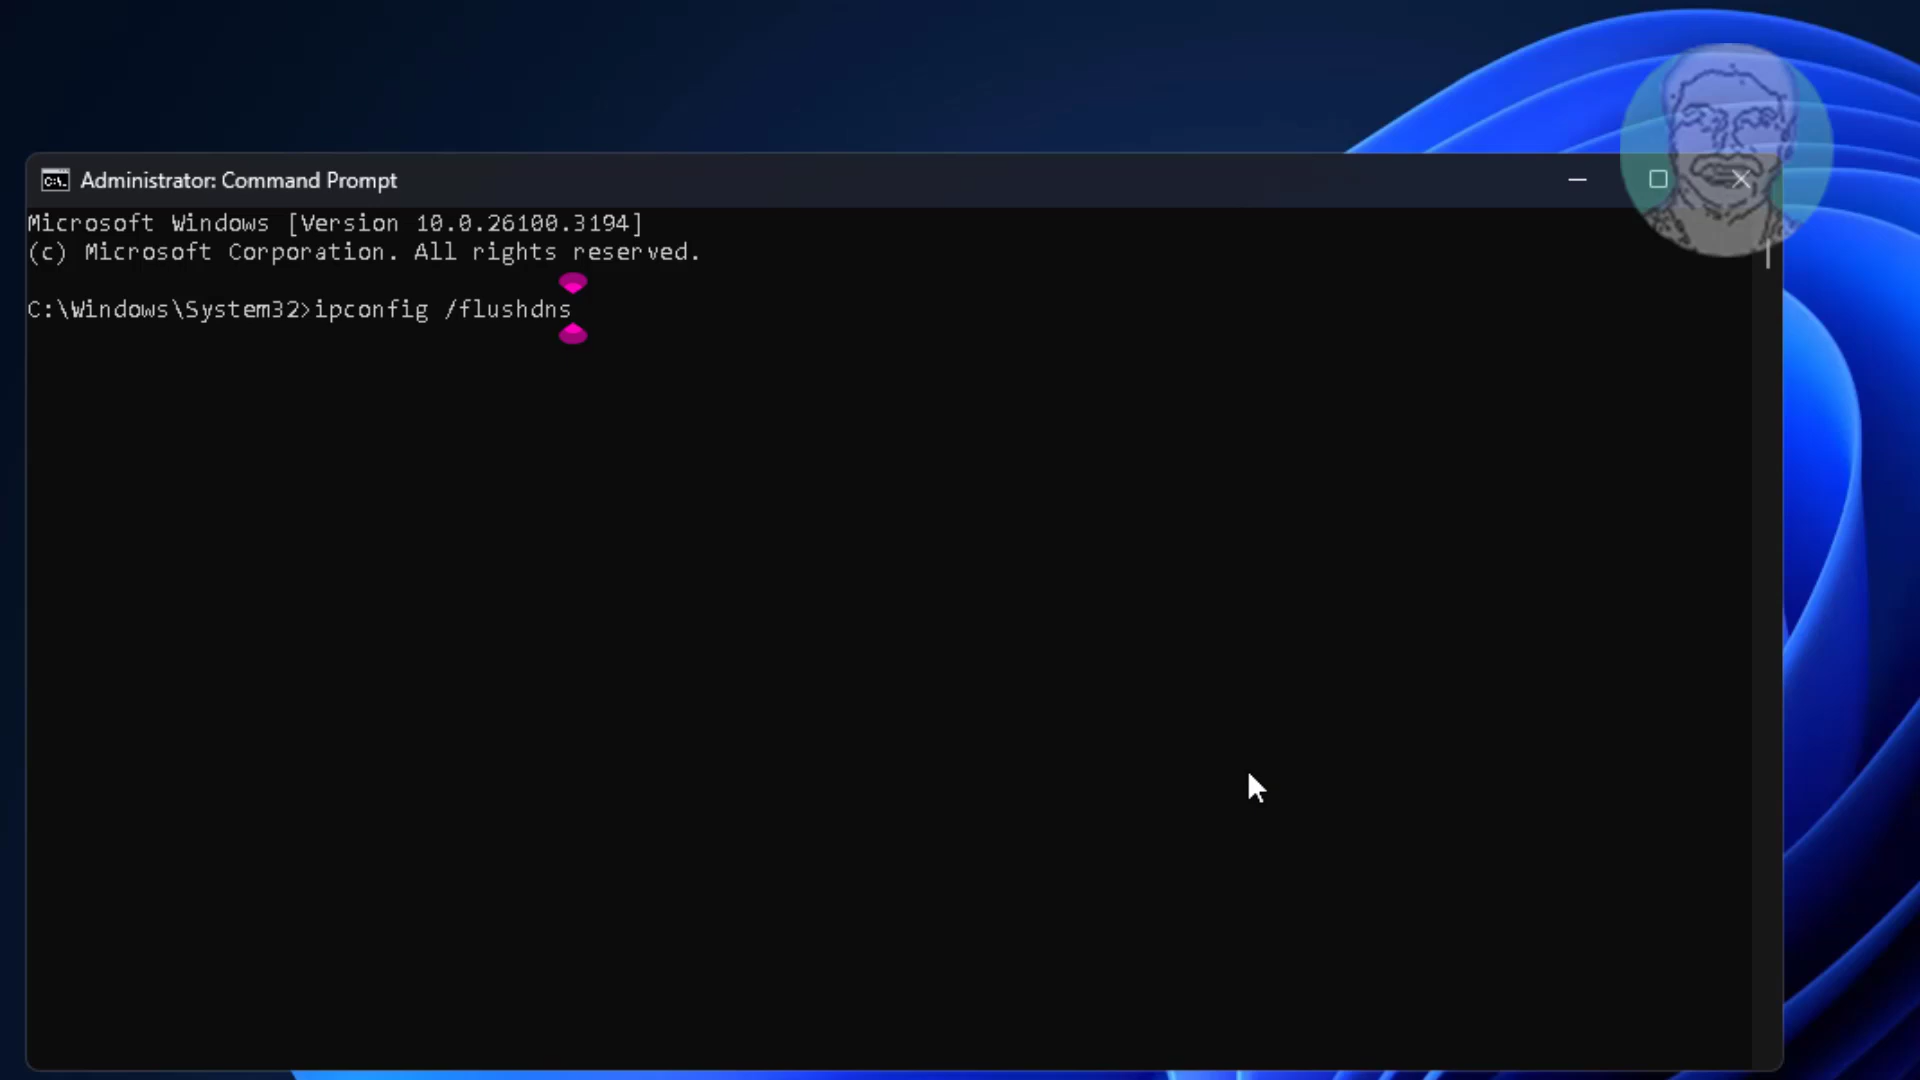 Administrator: Command Prompt
Microsoft Windows [Version 10.0.26100.3194]
(c) Microsoft Corporation. All rights reserved.
C:\Windows\System32>ipconfig /flushdns